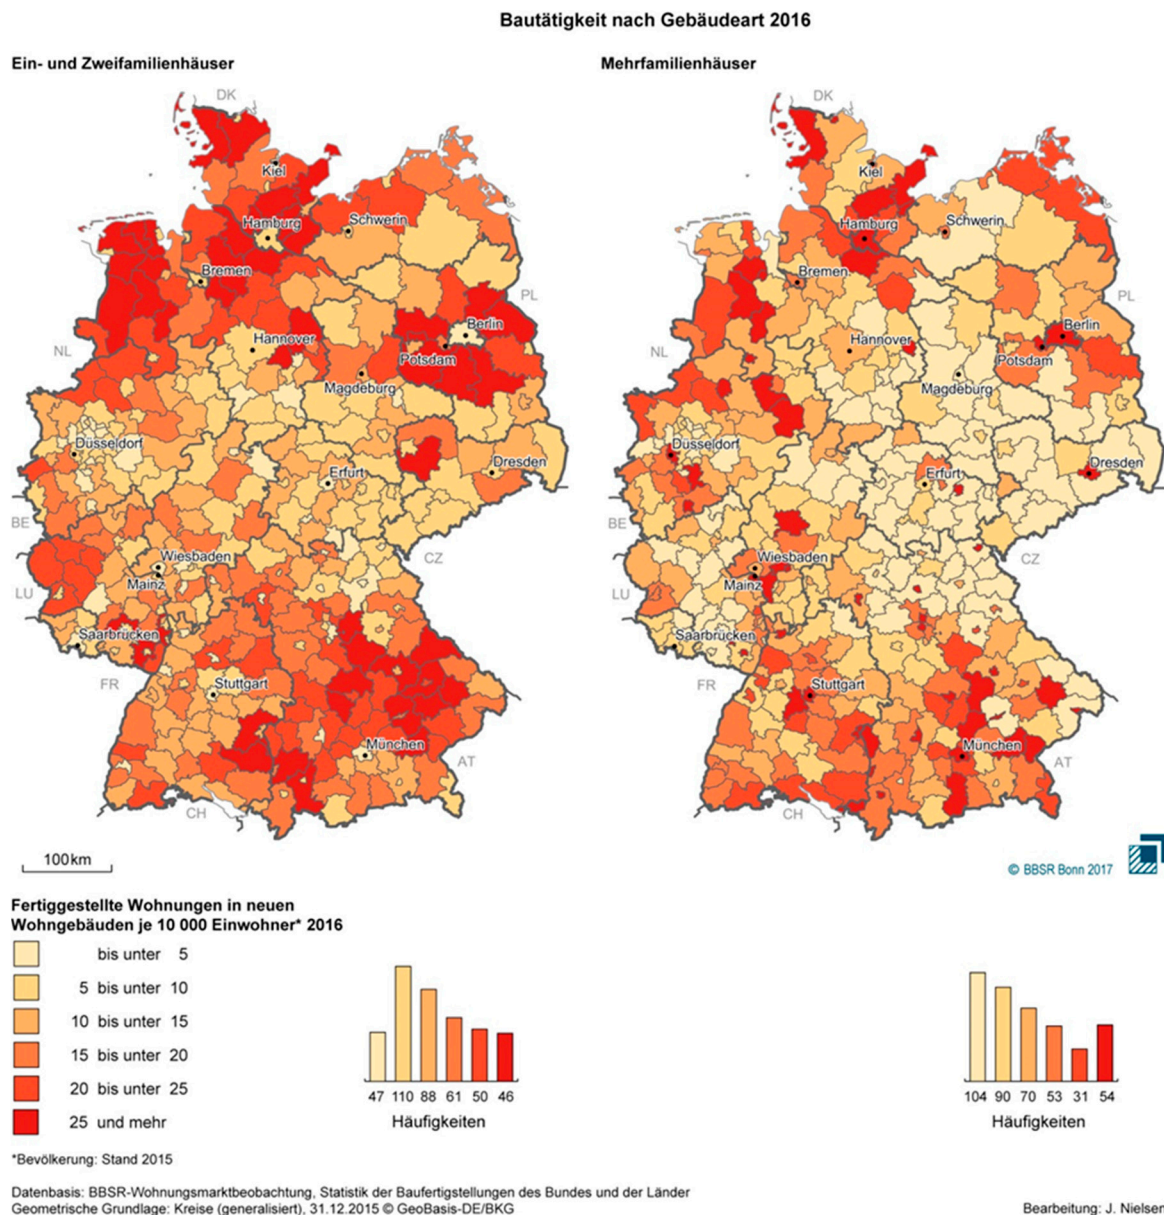 Bautätigkeit nach Gebäudeart 2016
Ein- und Zweifamilienhäuser
DK
Kiel
Hamburg
Schwerin
Bremen
PL
Berlin
Hannover
Potsdam
NL
Magdeburg
Düsseldorf
Dresden
Erfurt
BE
Wiesbaden
CZ
Mainz
LU
Saarbrücken
FR
Stuttgart
München
AT
CH
100 km
Mehrfamilienhäuser
DK
Kiel
Hamburg
Schwerin
Bremen
PL
Berlin
Hannover
Potsdam
NL
Magdeburg
Düsseldorf
Dresden
Erfurt
BE
Wiesbaden
CZ
Mainz
LU
Saarbrücken
FR
Stuttgart
München
AT
CH
© BBSR Bonn 2017
Fertiggestellte Wohnungen in neuen
Wohngebäuden je 10 000 Einwohner* 2016
bis unter 5
5 bis unter 10
10 bis unter 15
15 bis unter 20
20 bis unter 25
25 und mehr
47 110 88 61 50 46
Häufigkeiten
104 90 70 53 31 54
Häufigkeiten
*Bevölkerung: Stand 2015
Datenbasis: BBSR-Wohnungsmarktbeobachtung, Statistik der Baufertigstellungen des Bundes und der Länder
Geometrische Grundlage: Kreise (generalisiert), 31.12.2015 © GeoBasis-DE/BKG
Bearbeitung: J. Nielsen